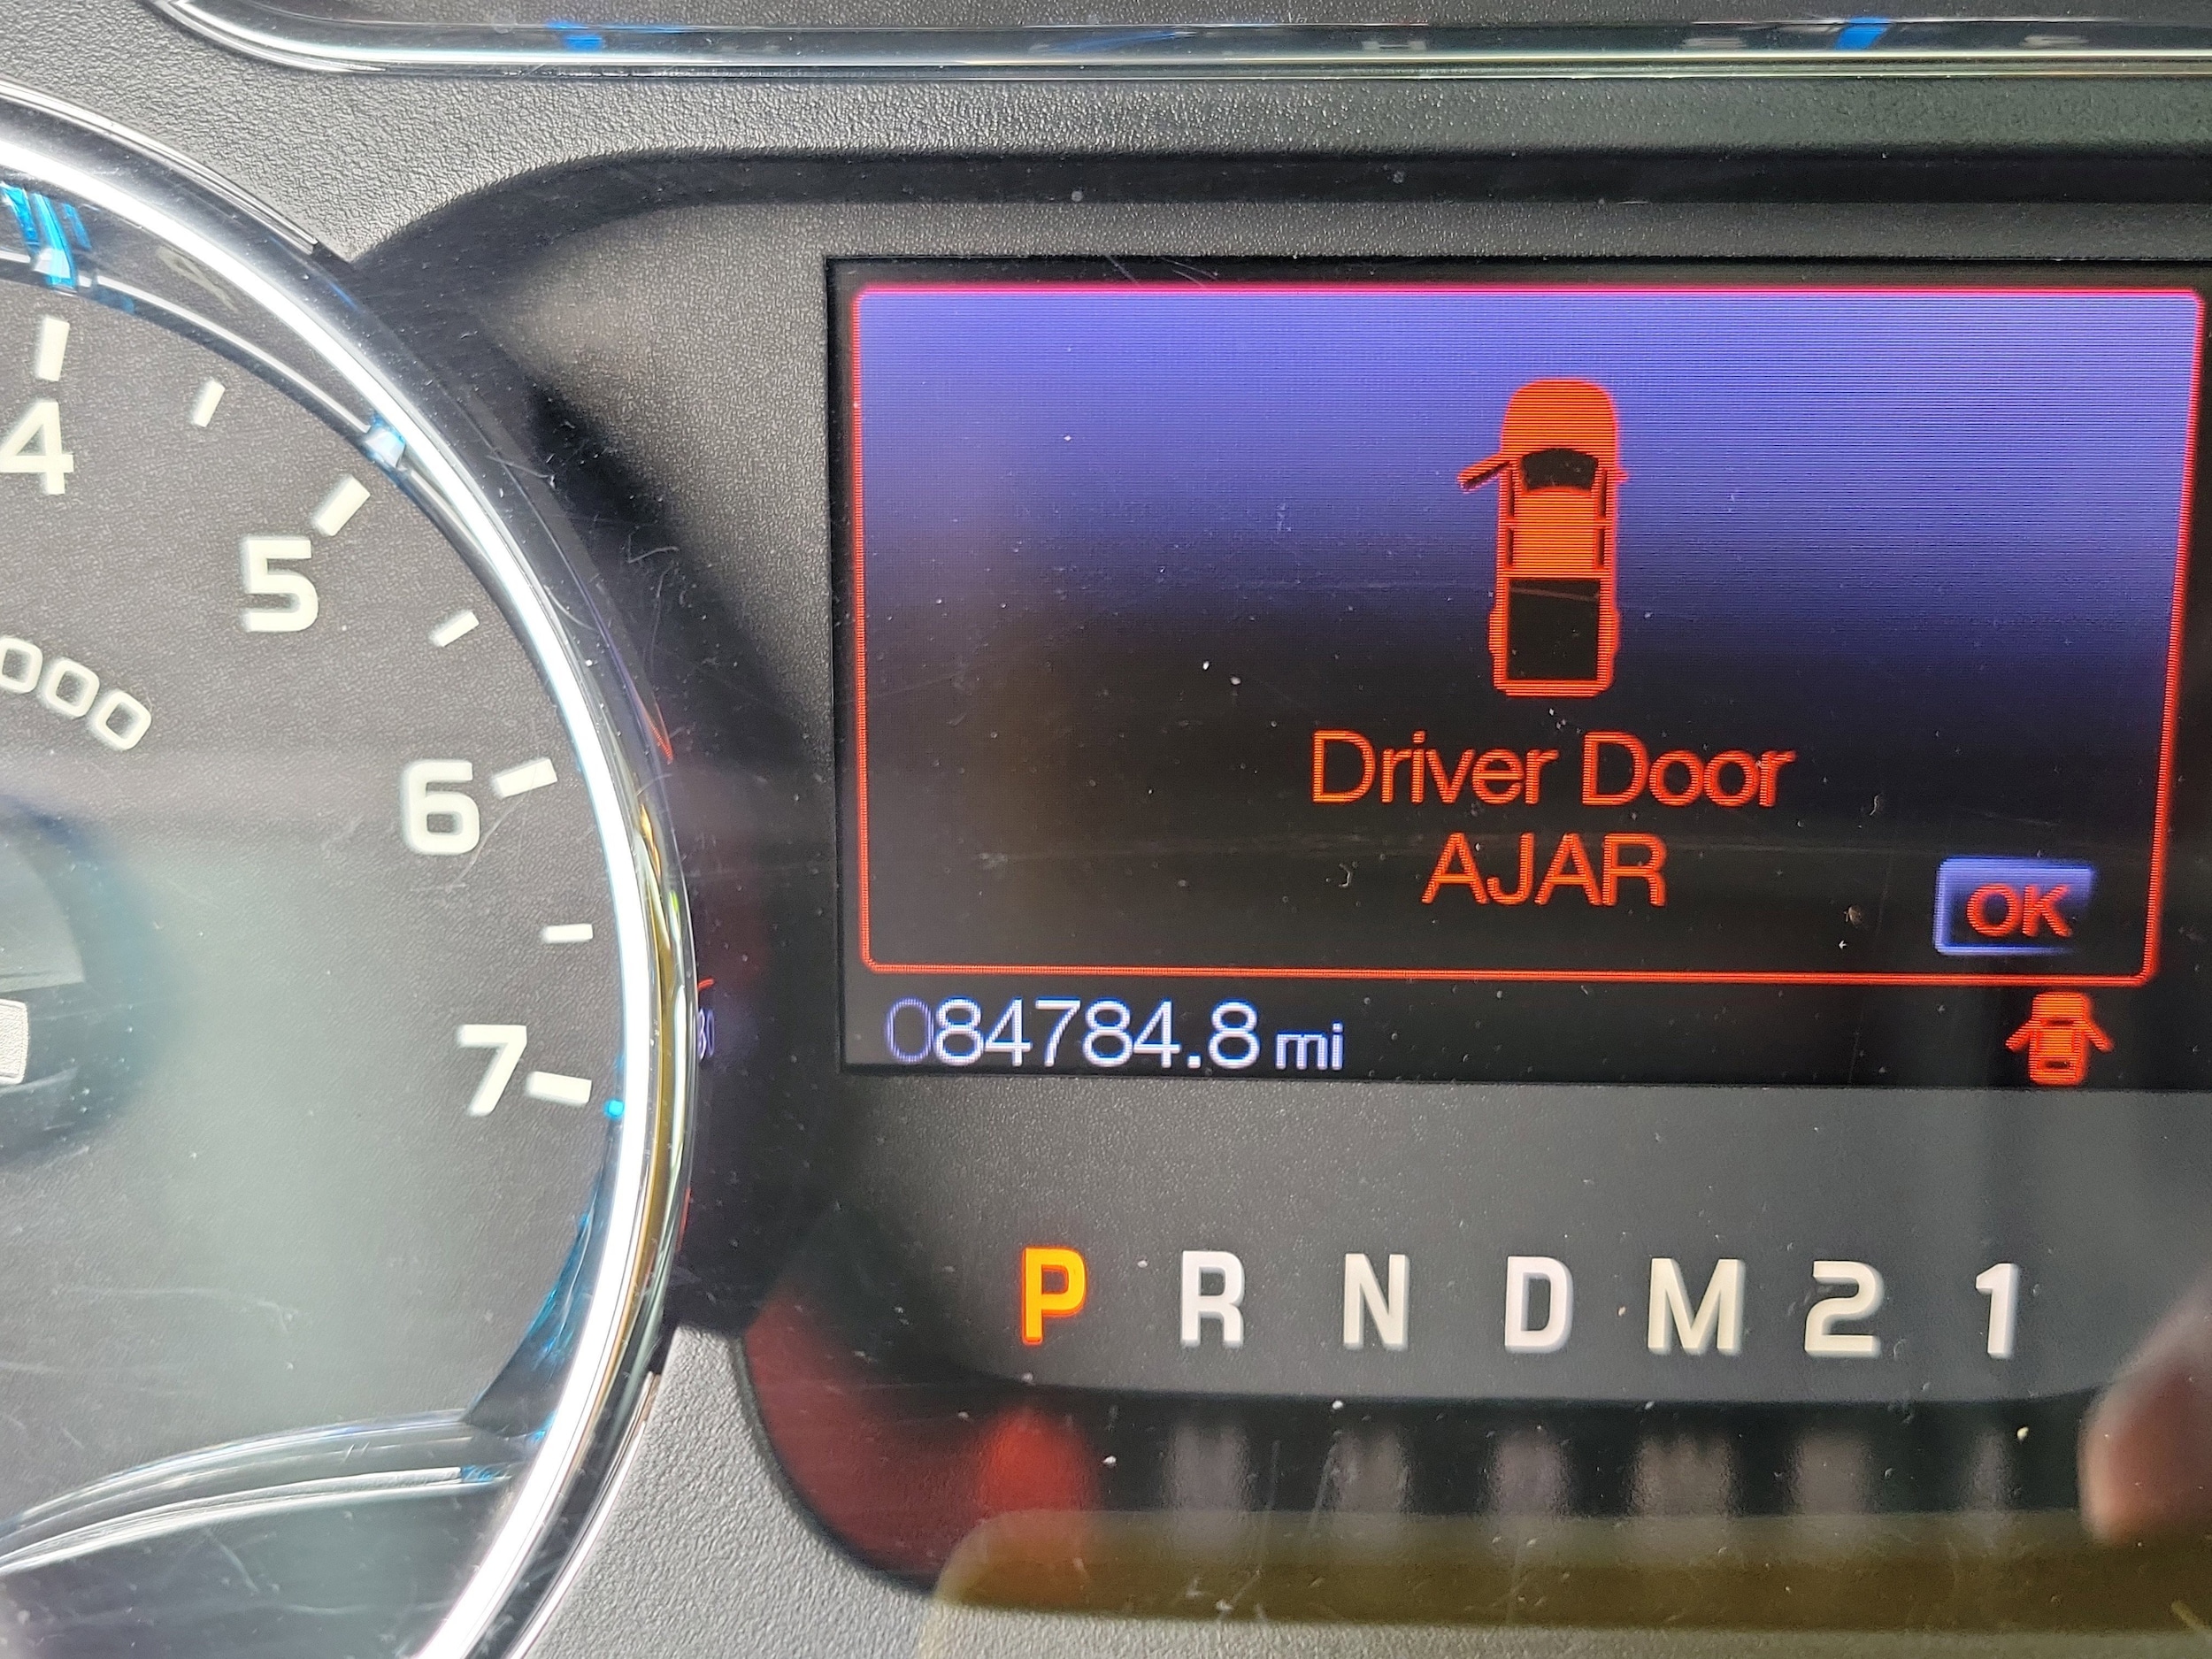 4
5
000
6
7
Driver Door
AJAR
OK
084784.8 mi
P R N D M 2 1